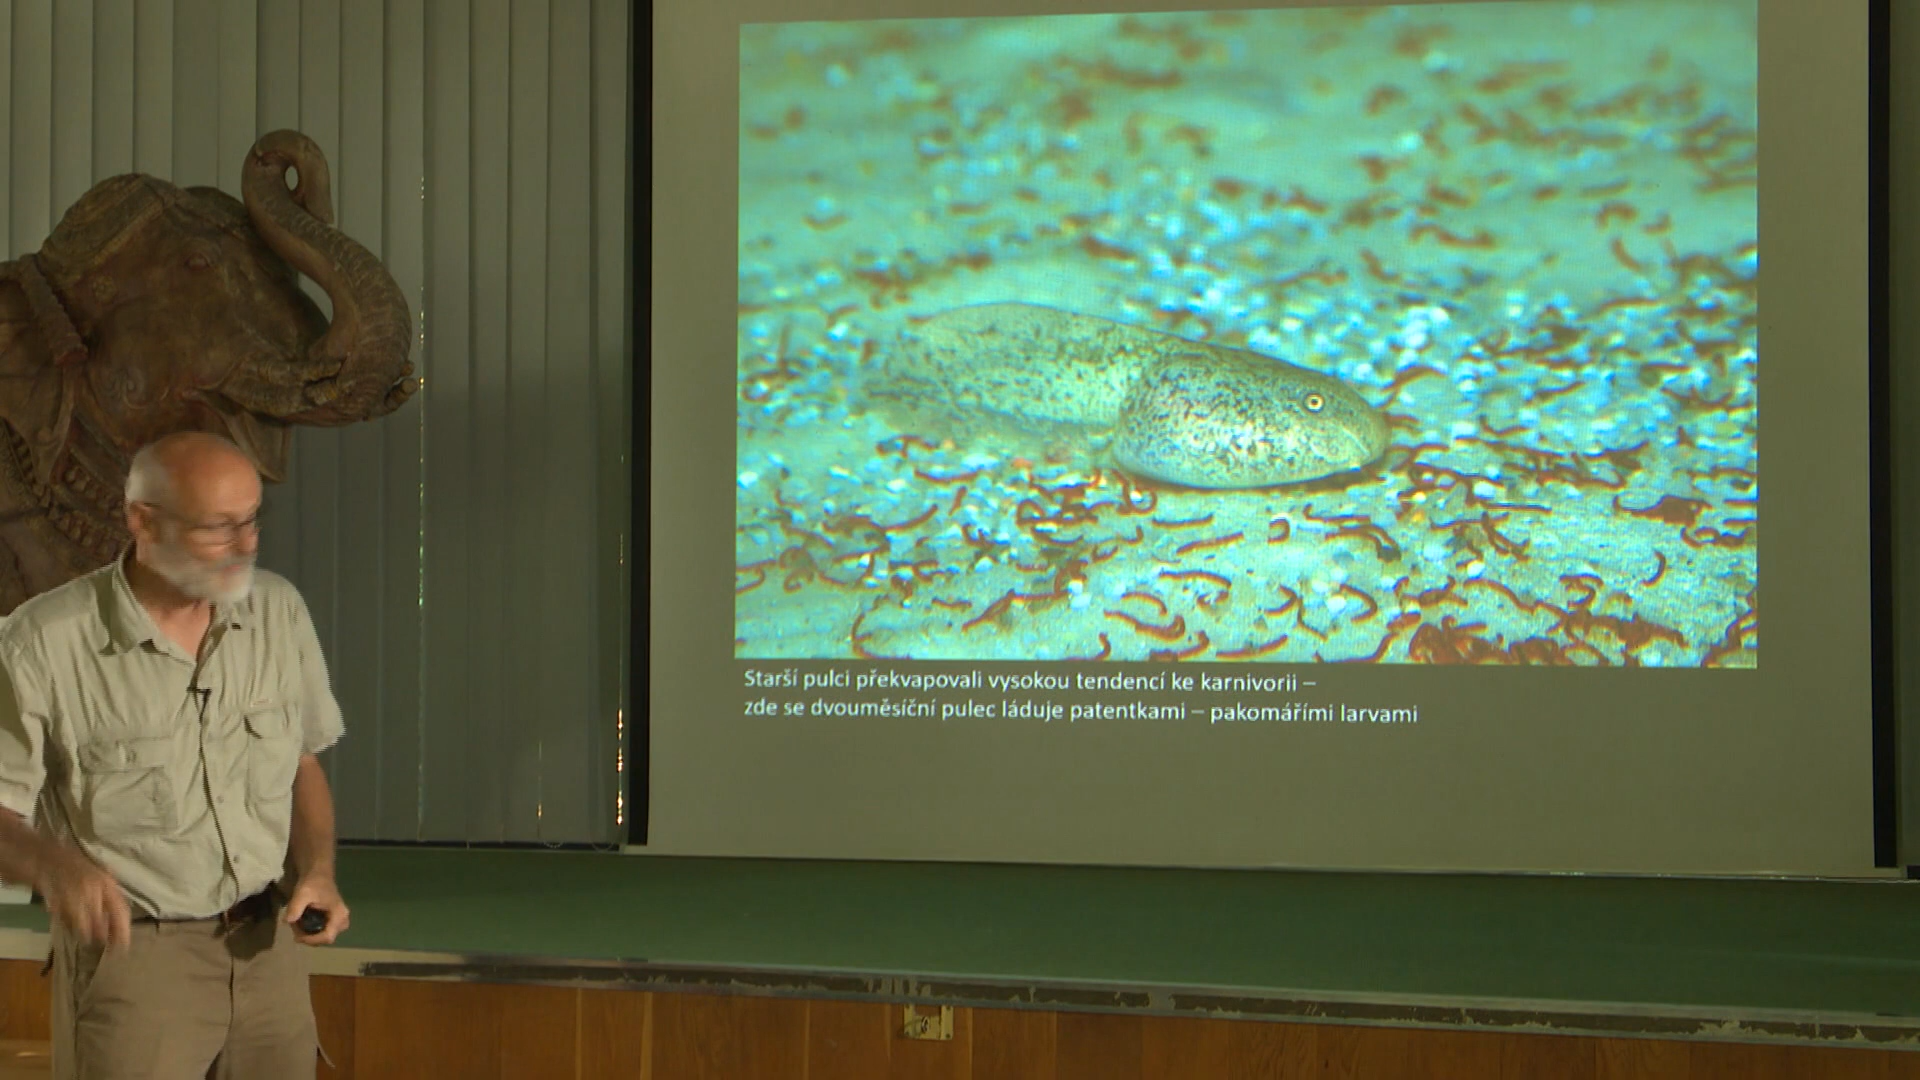 Starší pulci překvapovali vysokou tendencí ke karnivorii –
zde se dvouměsíční pulec láduje patentkami – pakomářími larvami